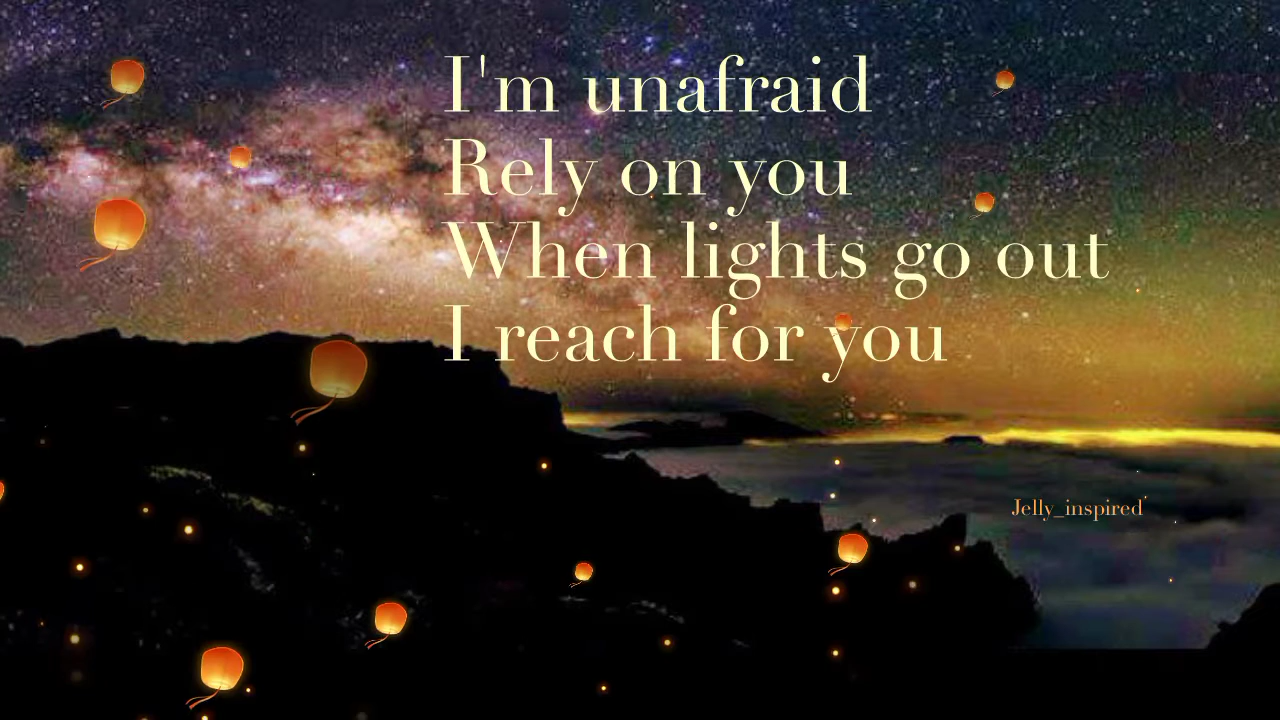 I'm unafraid
Rely on you
When lights go out
I reach for you
Jelly_inspired